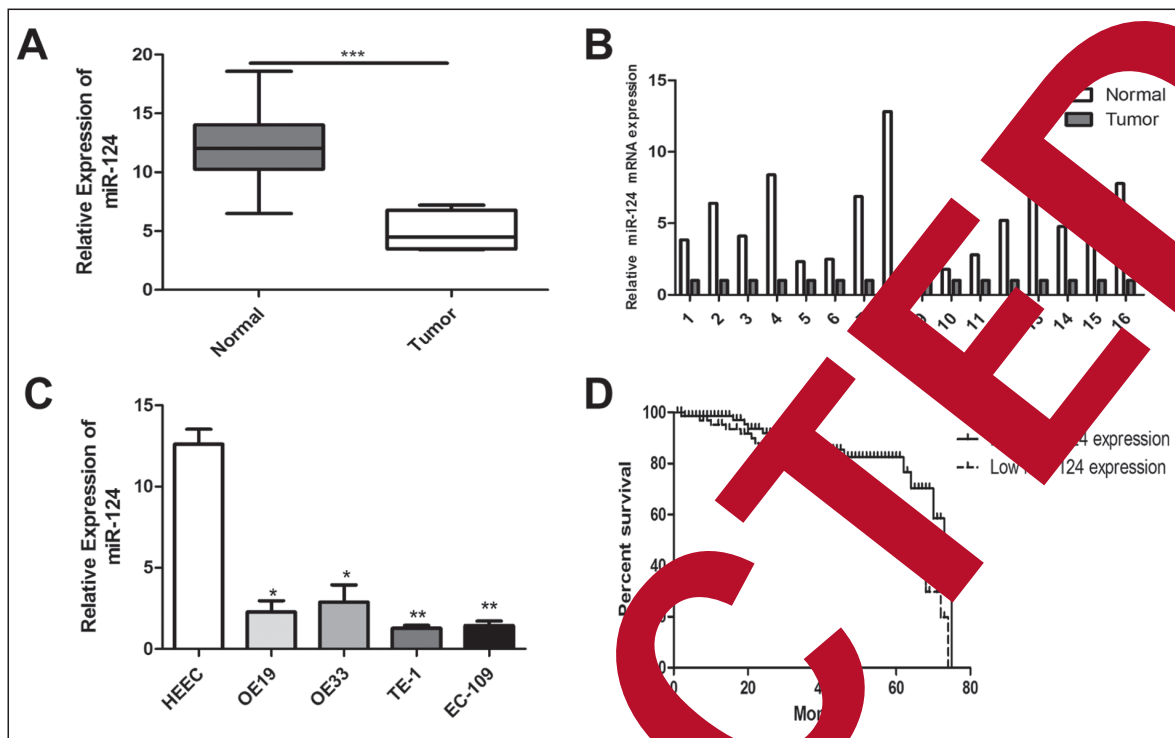 A
Relative Expression of
miR-124
20
15
10
5
0
***
Normal
Tumor
B
Relative miR-124 mRNA expression
15
10
5
0
Normal
Tumor
1
2
3
4
5
6
9
10
11
13
14
15
16
C
Relative Expression of
miR-124
15
10
5
0
*
*
**
**
HEEC
OE19
OE33
TE-1
EC-109
D
Percent survival
100
80
60
0
20
60
80
expression
Low 124 expression
CTED